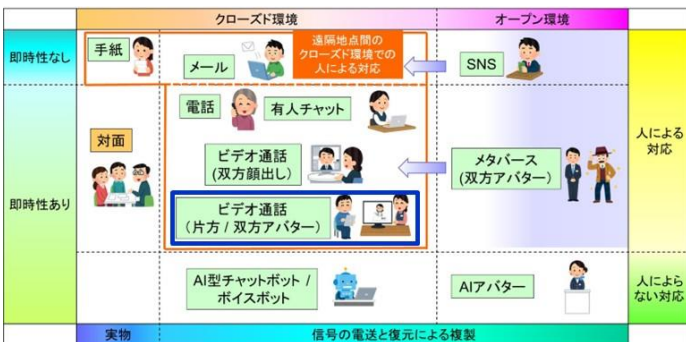 クローズド環境
オープン環境
即時性なし
手紙
メール
遠隔地点間の
クローズド環境での
人による対応
SNS
電話
有人チャット
対面
ビデオ通話
(双方顔出し)
メタバース
(双方アバター)
人による
対応
即時性あり
ビデオ通話
(片方 / 双方アバター)
AI型チャットボット /
ボイスボット
AIアバター
人によら
ない対応
実物
信号の電送と復元による複製